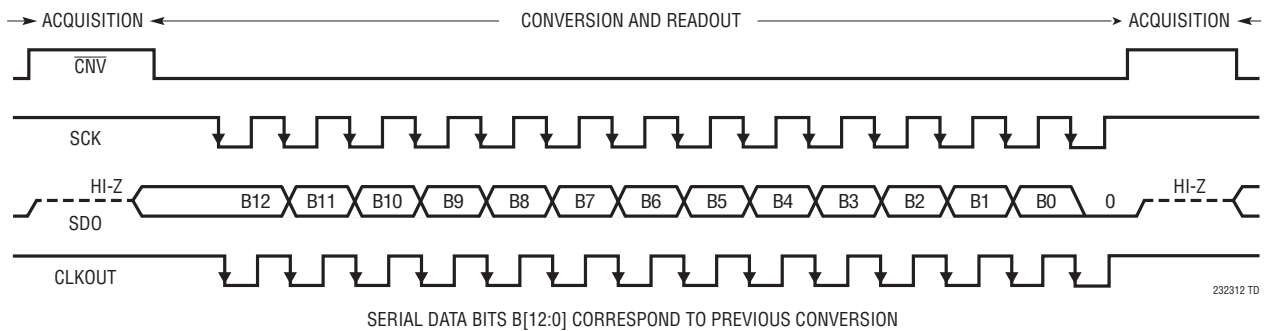 ACQUISITION CONVERSION AND READOUT ACQUISITION
CNV
SCK
HI-Z B12 B11 B10 B9 B8 B7 B6 B5 B4 B3 B2 B1 B0 0 HI-Z
SDO
CLKOUT
232312 TD
SERIAL DATA BITS B[12:0] CORRESPOND TO PREVIOUS CONVERSION